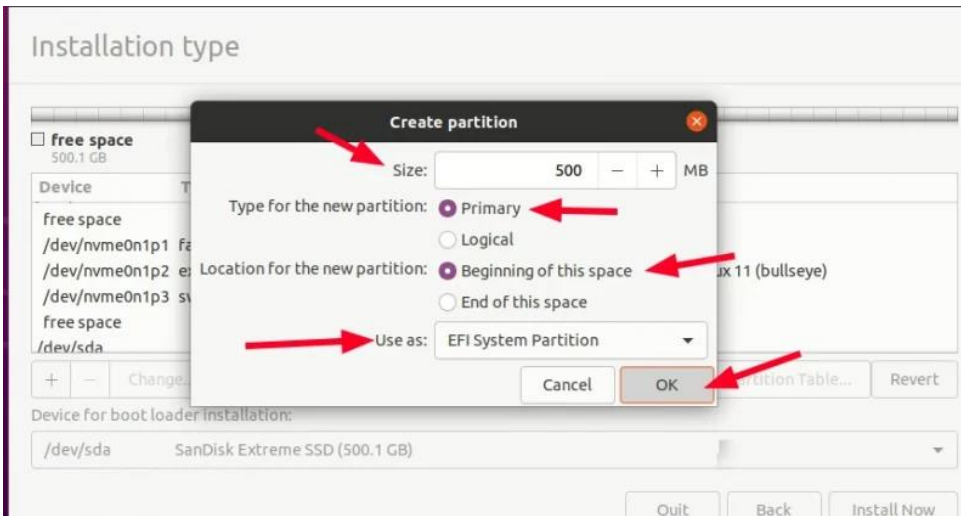 Installation type
Create partition
free space
500.1 GB
Size: 500 − + MB
Device
Type for the new partition: Primary
free space
Logical
/dev/nvme0n1p1
/dev/nvme0n1p2
Location for the new partition: Beginning of this space
11 (bullseye)
/dev/nvme0n1p3
End of this space
free space
/dev/sda
Use as: EFI System Partition
+ − Change... Cancel OK Table... Revert
Device for boot loader installation:
/dev/sda SanDisk Extreme SSD (500.1 GB)
Quit Back Install Now